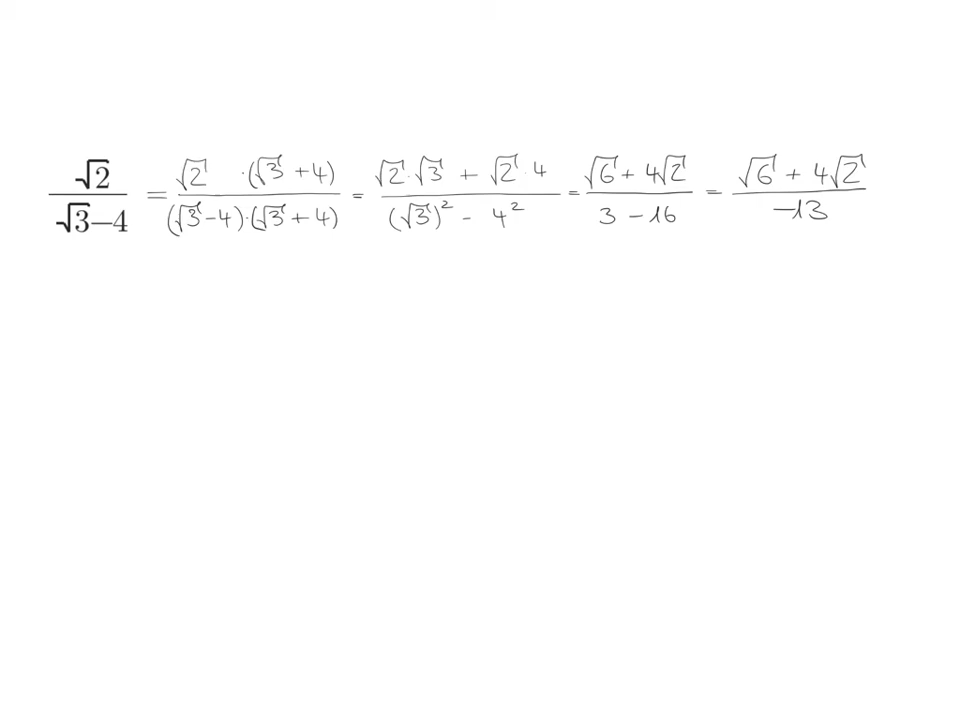 √2/(√3−4) = (√2 · (√3 + 4))/((√3 − 4)·(√3 + 4)) = (√2·√3 + √2·4)/((√3)² − 4²) = (√6 + 4√2)/(3 − 16) = (√6 + 4√2)/(−13)